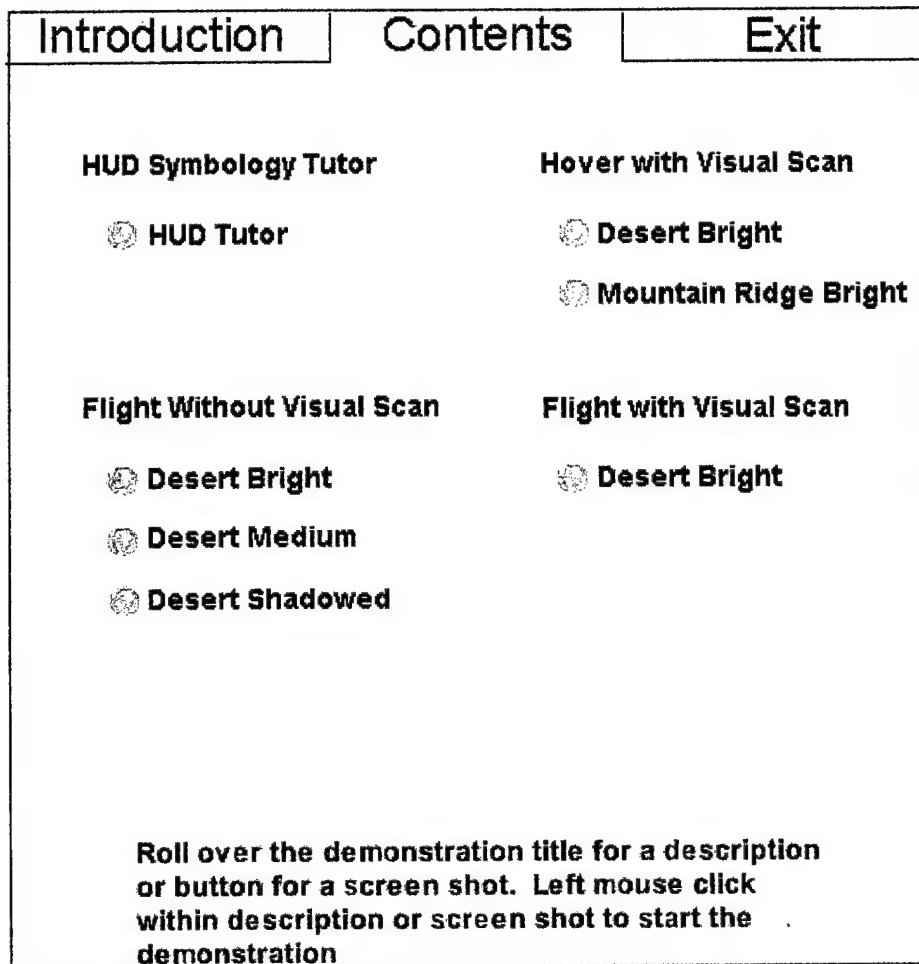 Introduction Contents Exit
HUD Symbology Tutor
HUD Tutor
Hover with Visual Scan
Desert Bright
Mountain Ridge Bright
Flight Without Visual Scan
Desert Bright
Desert Medium
Desert Shadowed
Flight with Visual Scan
Desert Bright
Roll over the demonstration title for a description
or button for a screen shot.  Left mouse click
within description or screen shot to start the
demonstration